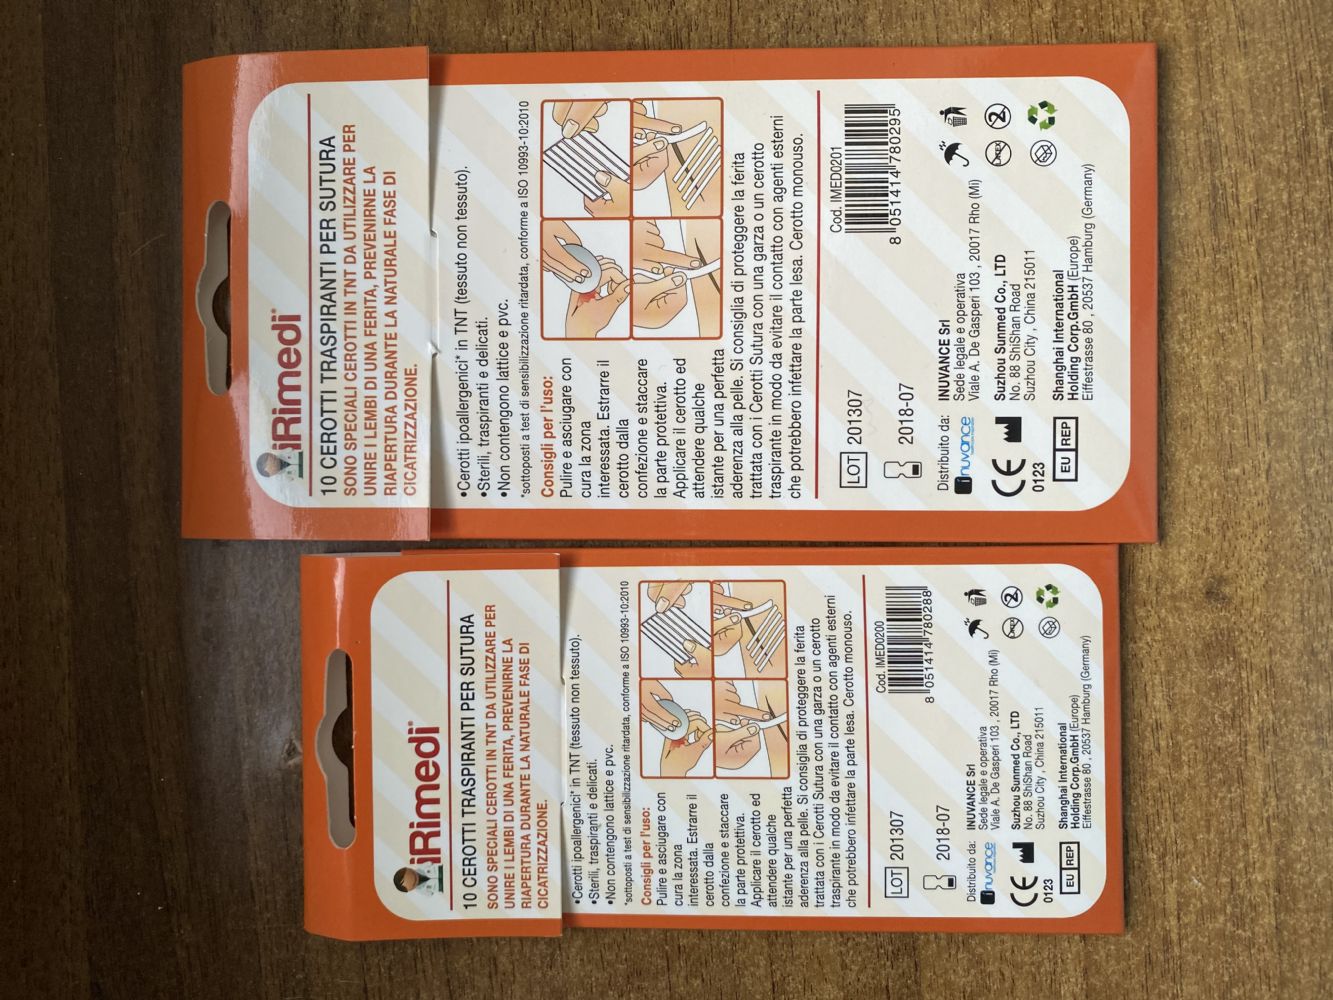 iRimedi
10 CEROTTI TRASPIRANTI PER SUTURA
SONO SPECIALI CEROTTI IN TNT DA UTILIZZARE PER
UNIRE I LEMBI DI UNA FERITA, PREVENIRNE LA
RIAPERTURA DURANTE LA NATURALE FASE DI
CICATRIZZAZIONE.
•Cerotti ipoallergenici* in TNT (tessuto non tessuto).
•Sterili, traspiranti e delicati.
•Non contengono lattice e pvc.
*sottoposti a test di sensibilizzazione ritardata, conforme a ISO 10993-10:2010
Consigli per l'uso:
Pulire e asciugare con
cura la zona
interessata. Estrarre il
cerotto dalla
confezione e staccare
la parte protettiva.
Applicare il cerotto ed
attendere qualche
istante per una perfetta
aderenza alla pelle. Si consiglia di proteggere la ferita
trattata con i Cerotti Sutura con una garza o un cerotto
traspirante in modo da evitare il contatto con agenti esterni
che potrebbero infettare la parte lesa. Cerotto monouso.
Cod. IMED0201
8 051414 780295
LOT 201307
2018-07
Distribuito da:
inuvance
INUVANCE Srl
Sede legale e operativa
Viale A. De Gasperi 103 , 20017 Rho (Mi)
CE
0123
Suzhou Sunmed Co., LTD
No. 88 ShiShan Road
Suzhou City , China 215011
EU REP
Shanghai International
Holding Corp.GmbH (Europe)
Eiffestrasse 80 , 20537 Hamburg (Germany)
2
LATEX
iRimedi
10 CEROTTI TRASPIRANTI PER SUTURA
SONO SPECIALI CEROTTI IN TNT DA UTILIZZARE PER
UNIRE I LEMBI DI UNA FERITA, PREVENIRNE LA
RIAPERTURA DURANTE LA NATURALE FASE DI
CICATRIZZAZIONE.
•Cerotti ipoallergenici* in TNT (tessuto non tessuto).
•Sterili, traspiranti e delicati.
•Non contengono lattice e pvc.
*sottoposti a test di sensibilizzazione ritardata, conforme a ISO 10993-10:2010
Consigli per l'uso:
Pulire e asciugare con
cura la zona
interessata. Estrarre il
cerotto dalla
confezione e staccare
la parte protettiva.
Applicare il cerotto ed
attendere qualche
istante per una perfetta
aderenza alla pelle. Si consiglia di proteggere la ferita
trattata con i Cerotti Sutura con una garza o un cerotto
traspirante in modo da evitare il contatto con agenti esterni
che potrebbero infettare la parte lesa. Cerotto monouso.
Cod. IMED0200
8 051414 780288
LOT 201307
2018-07
Distribuito da:
inuvance
INUVANCE Srl
Sede legale e operativa
Viale A. De Gasperi 103 , 20017 Rho (Mi)
CE
0123
Suzhou Sunmed Co., LTD
No. 88 ShiShan Road
Suzhou City , China 215011
EU REP
Shanghai International
Holding Corp.GmbH (Europe)
Eiffestrasse 80 , 20537 Hamburg (Germany)
2
LATEX